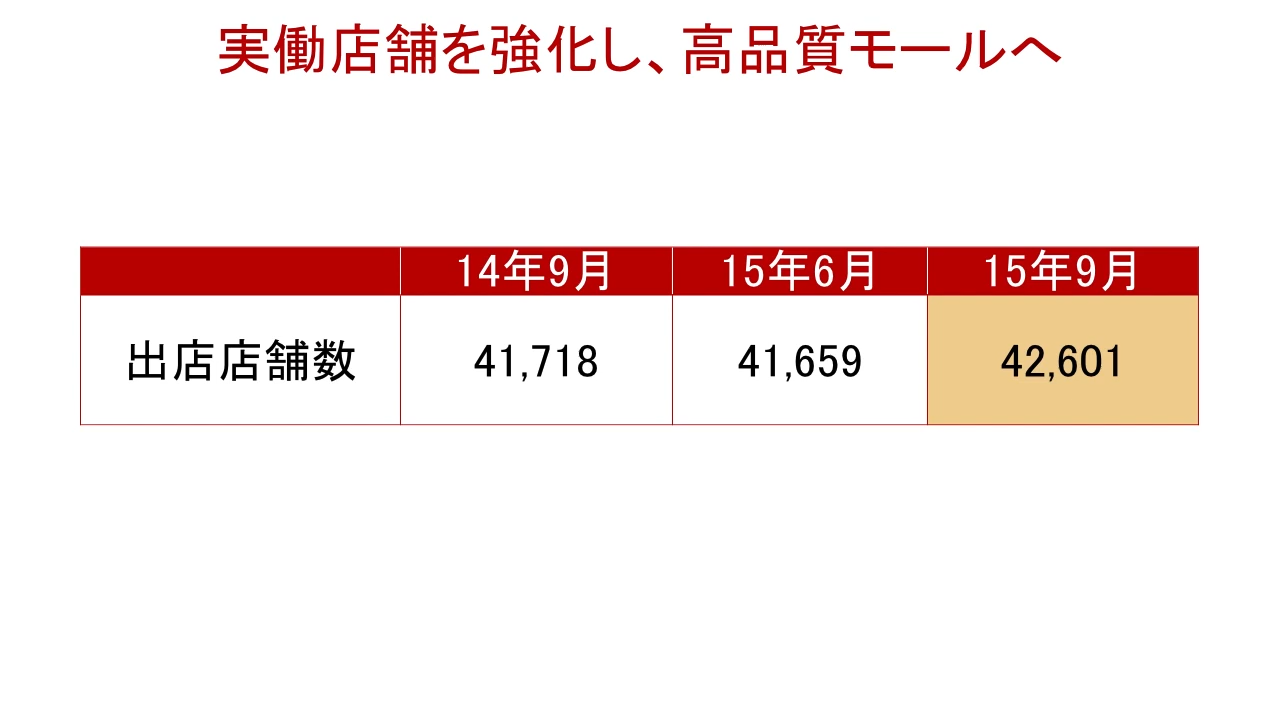 実働店舗を強化し、高品質モールへ
14年9月 15年6月 15年9月
出店店舗数 41,718 41,659 42,601